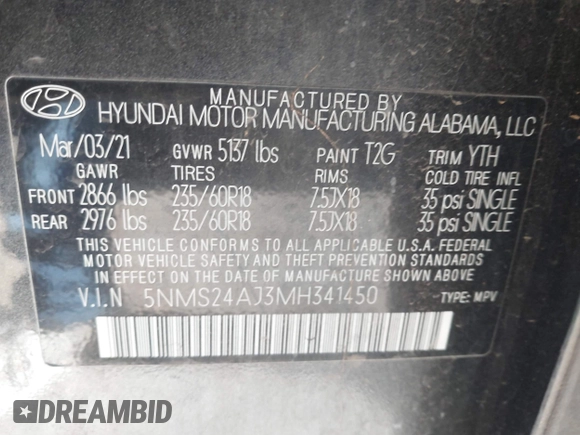 MANUFACTURED BY
HYUNDAI MOTOR MANUFACTURING ALABAMA, LLC
Mar/03/21 GVWR 5137 lbs PAINT T2G TRIM YTH
GAWR TIRES RIMS COLD TIRE INFL
FRONT 2866 lbs 235/60R18 7.5JX18 35 psi SINGLE
REAR 2976 lbs 235/60R18 7.5JX18 35 psi SINGLE
THIS VEHICLE CONFORMS TO ALL APPLICABLE U.S.A. FEDERAL
MOTOR VEHICLE SAFETY AND THEFT PREVENTION STANDARDS
IN EFFECT ON THE DATE OF MANUFACTURE SHOWN ABOVE.
V.I.N 5NMS24AJ3MH341450 TYPE: MPV
DREAMBID